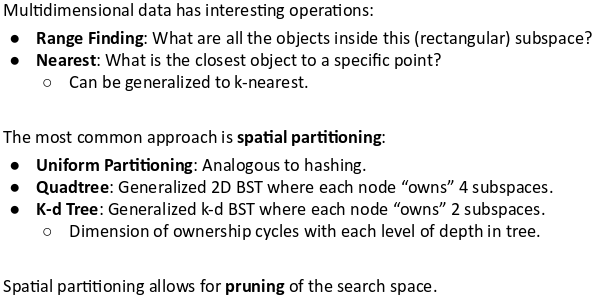 Multidimensional data has interesting operations:
● Range Finding: What are all the objects inside this (rectangular) subspace?
● Nearest: What is the closest object to a specific point?
○ Can be generalized to k-nearest.
The most common approach is spatial partitioning:
● Uniform Partitioning: Analogous to hashing.
● Quadtree: Generalized 2D BST where each node “owns” 4 subspaces.
● K-d Tree: Generalized k-d BST where each node “owns” 2 subspaces.
○ Dimension of ownership cycles with each level of depth in tree.
Spatial partitioning allows for pruning of the search space.